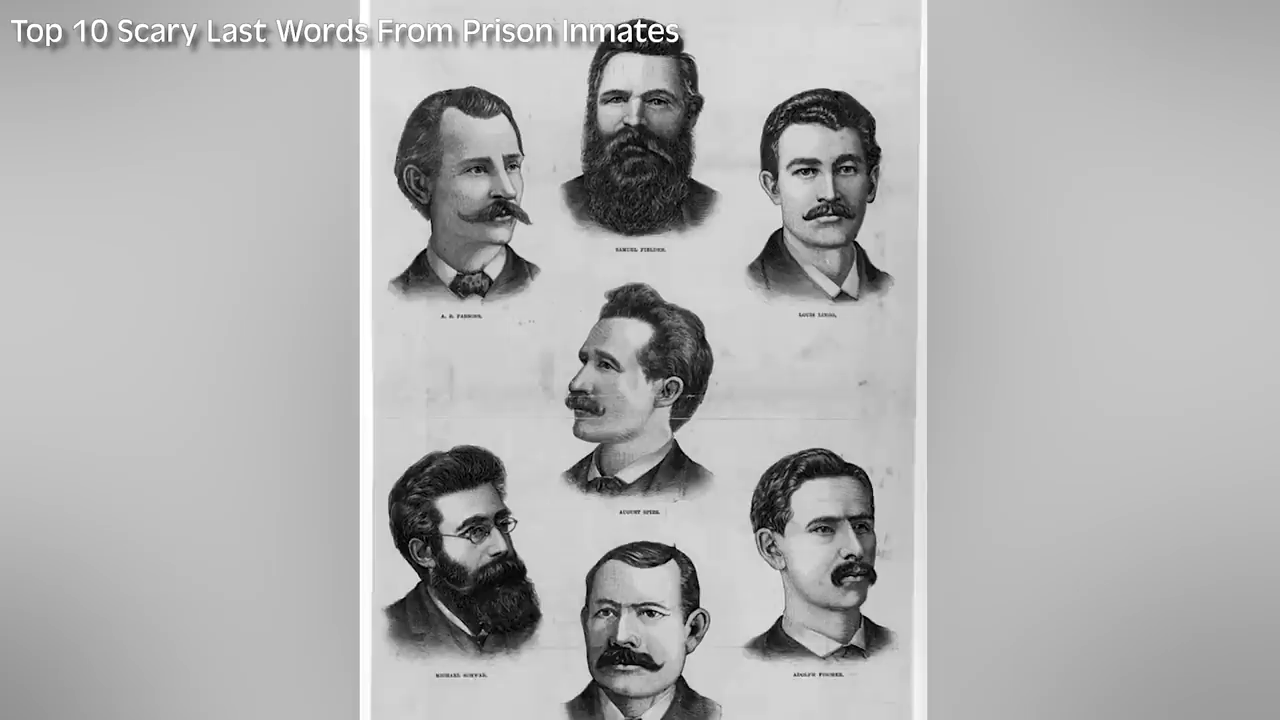 Top 10 Scary Last Words From Prison Inmates
SAMUEL FIELDEN.
A. R. PARSONS.
LOUIS LINGG.
AUGUST SPIES.
MICHAEL SCHWAB.
ADOLPH FISCHER.